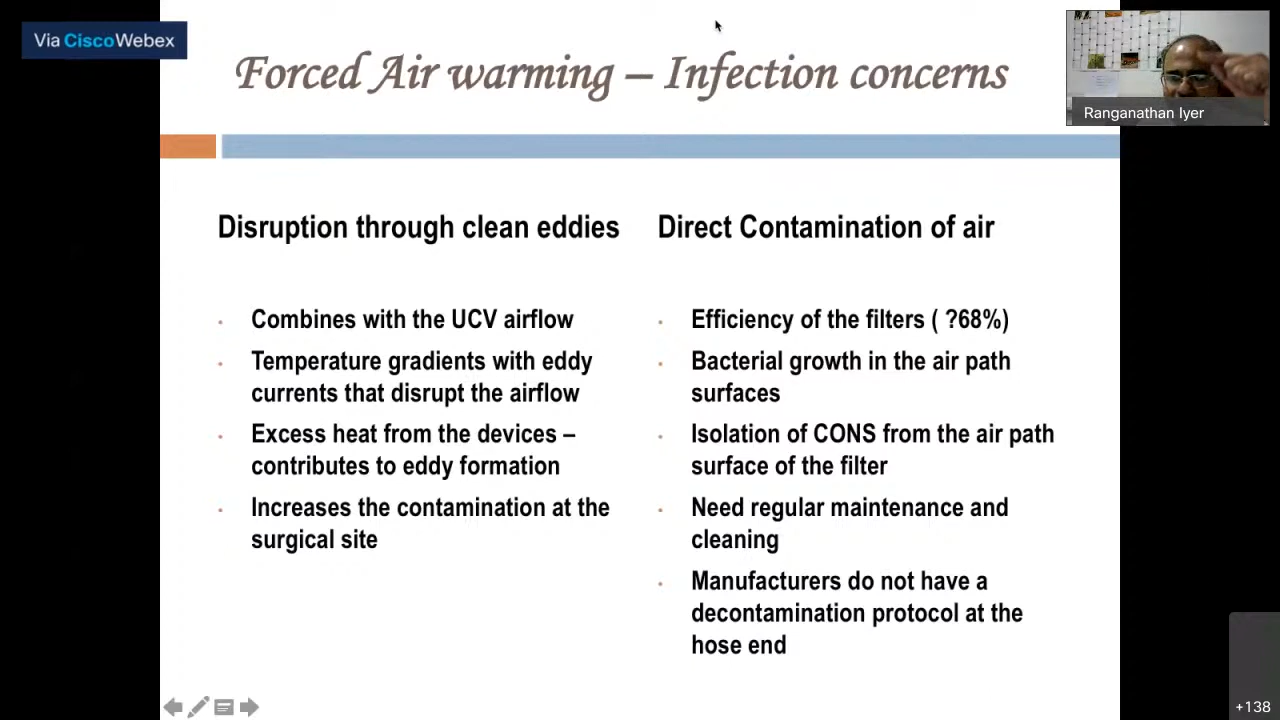 Via CiscoWebex
Forced Air warming – Infection concerns
Ranganathan Iyer
Disruption through clean eddies
• Combines with the UCV airflow
• Temperature gradients with eddy
currents that disrupt the airflow
• Excess heat from the devices –
contributes to eddy formation
• Increases the contamination at the
surgical site
Direct Contamination of air
• Efficiency of the filters ( ?68%)
• Bacterial growth in the air path
surfaces
• Isolation of CONS from the air path
surface of the filter
• Need regular maintenance and
cleaning
• Manufacturers do not have a
decontamination protocol at the
hose end
+138